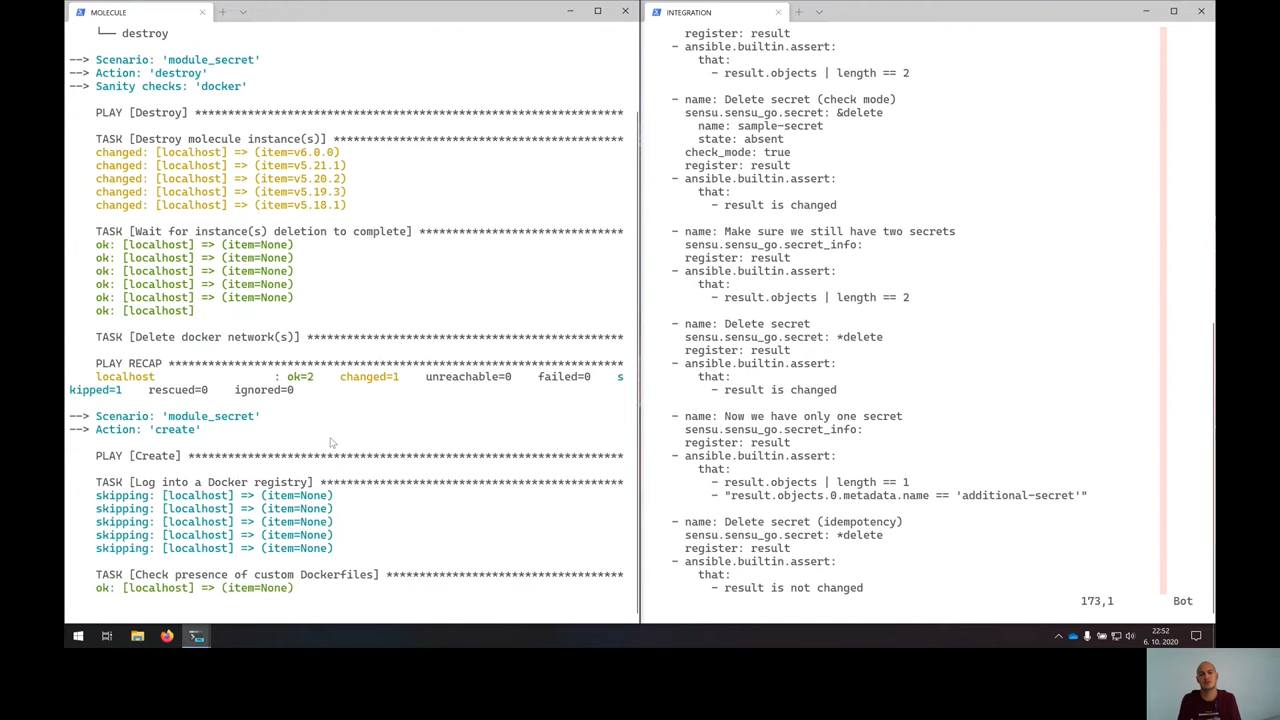 MOLECULE
└── destroy
--> Scenario: 'module_secret'
--> Action: 'destroy'
--> Sanity checks: 'docker'
PLAY [Destroy] *****************************************************************
TASK [Destroy molecule instance(s)] ********************************************
changed: [localhost] => (item=v6.0.0)
changed: [localhost] => (item=v5.21.1)
changed: [localhost] => (item=v5.20.2)
changed: [localhost] => (item=v5.19.3)
changed: [localhost] => (item=v5.18.1)
TASK [Wait for instance(s) deletion to complete] *******************************
ok: [localhost] => (item=None)
ok: [localhost] => (item=None)
ok: [localhost] => (item=None)
ok: [localhost] => (item=None)
ok: [localhost] => (item=None)
ok: [localhost]
TASK [Delete docker network(s)] ************************************************
PLAY RECAP *********************************************************************
localhost                  : ok=2    changed=1    unreachable=0    failed=0    s
kipped=1    rescued=0    ignored=0
--> Scenario: 'module_secret'
--> Action: 'create'
PLAY [Create] ******************************************************************
TASK [Log into a Docker registry] **********************************************
skipping: [localhost] => (item=None)
skipping: [localhost] => (item=None)
skipping: [localhost] => (item=None)
skipping: [localhost] => (item=None)
skipping: [localhost] => (item=None)
TASK [Check presence of custom Dockerfiles] ************************************
ok: [localhost] => (item=None)
INTEGRATION
register: result
- ansible.builtin.assert:
that:
- result.objects | length == 2
- name: Delete secret (check mode)
sensu.sensu_go.secret: &delete
name: sample-secret
state: absent
check_mode: true
register: result
- ansible.builtin.assert:
that:
- result is changed
- name: Make sure we still have two secrets
sensu.sensu_go.secret_info:
register: result
- ansible.builtin.assert:
that:
- result.objects | length == 2
- name: Delete secret
sensu.sensu_go.secret: *delete
register: result
- ansible.builtin.assert:
that:
- result is changed
- name: Now we have only one secret
sensu.sensu_go.secret_info:
register: result
- ansible.builtin.assert:
that:
- result.objects | length == 1
- "result.objects.0.metadata.name == 'additional-secret'"
- name: Delete secret (idempotency)
sensu.sensu_go.secret: *delete
register: result
- ansible.builtin.assert:
that:
- result is not changed
173,1 Bot
22:52
6. 10. 2020